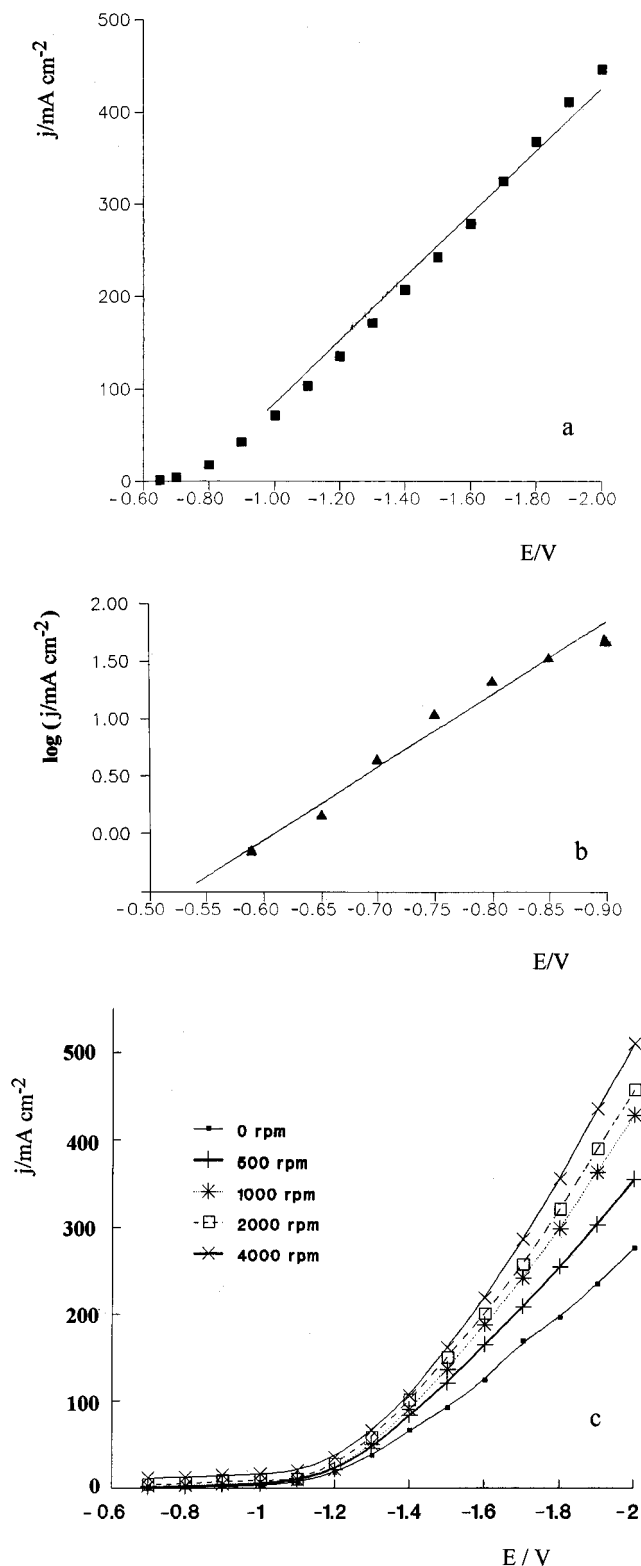 500
400
300
200
100
0
j/mA cm-2
-0.60 -0.80 -1.00 -1.20 -1.40 -1.60 -1.80 -2.00
a
E/V
2.00
1.50
1.00
0.50
0.00
log (j/mA cm-2)
-0.50 -0.55 -0.60 -0.65 -0.70 -0.75 -0.80 -0.85 -0.90
b
E/V
500
400
300
200
100
0
j/mA cm-2
0 rpm
500 rpm
1000 rpm
2000 rpm
4000 rpm
c
-0.6 -0.8 -1 -1.2 -1.4 -1.6 -1.8 -2
E / V